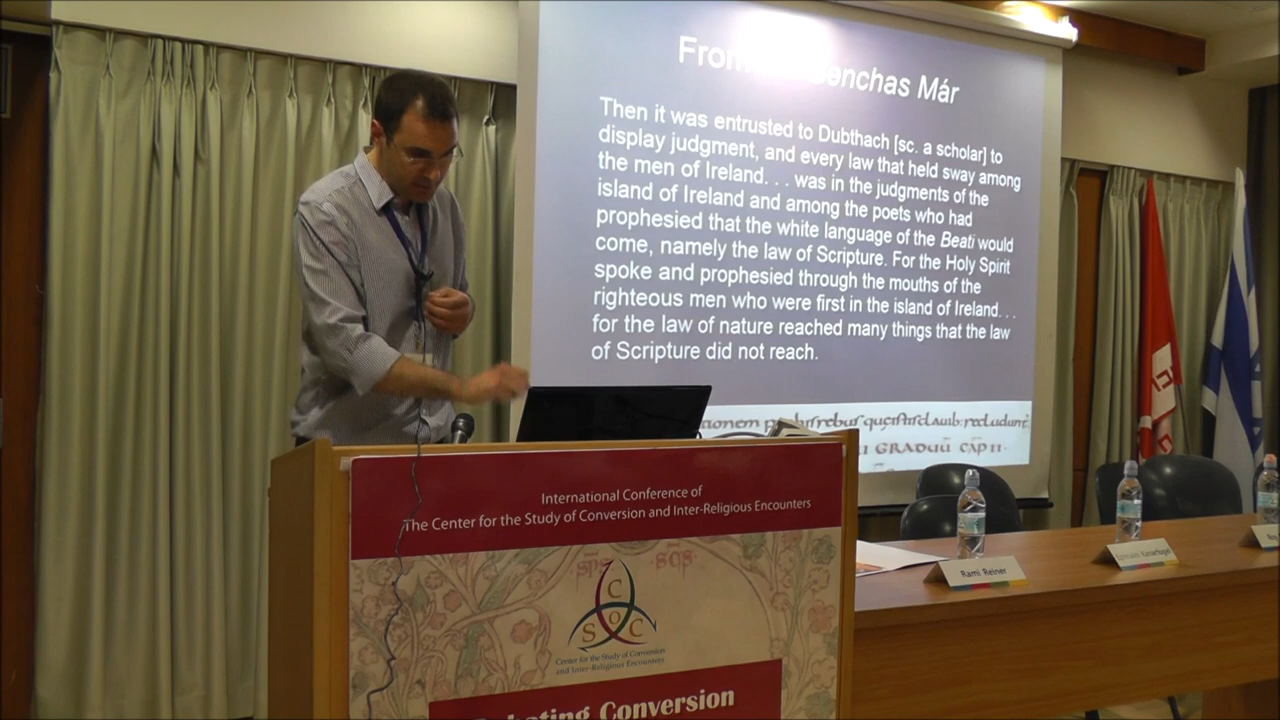 From enchas Már
Then it was entrusted to Dubthach [sc. a scholar] to
display judgment, and every law that held sway among
the men of Ireland. . . was in the judgments of the
island of Ireland and among the poets who had
prophesied that the white language of the Beati would
come, namely the law of Scripture. For the Holy Spirit
spoke and prophesied through the mouths of the
righteous men who were first in the island of Ireland. . .
for the law of nature reached many things that the law
of Scripture did not reach.
GRADUU CAP II
International Conference of
The Center for the Study of Conversion and Inter-Religious Encounters
C
S O C
Center for the Study of Conversion
and Inter-Religious Encounters
Conversion
Rami Reiner
Ephraim Kanarfogel